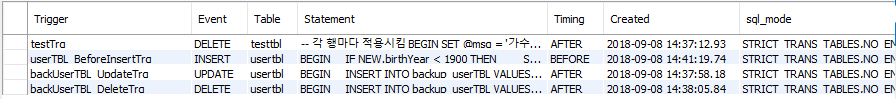 Trigger Event Table Statement Timing Created sql_mode
testTrg DELETE testtbl -- 각 행마다 적용시킴 BEGIN SET @msg = '가수... AFTER 2018-09-08 14:37:12.93 STRICT_TRANS_TABLES,NO_EN
userTBL_BeforeInsertTrg INSERT usertbl BEGIN IF NEW.birthYear < 1900 THEN S... BEFORE 2018-09-08 14:41:19.74 STRICT_TRANS_TABLES,NO_EN
backUserTBL_UpdateTrg UPDATE usertbl BEGIN INSERT INTO backup_userTBL VALUES... AFTER 2018-09-08 14:37:58.18 STRICT_TRANS_TABLES,NO_EN
backUserTBL_DeleteTrg DELETE usertbl BEGIN INSERT INTO backup_userTBL VALUES... AFTER 2018-09-08 14:38:05.84 STRICT_TRANS_TABLES,NO_EN